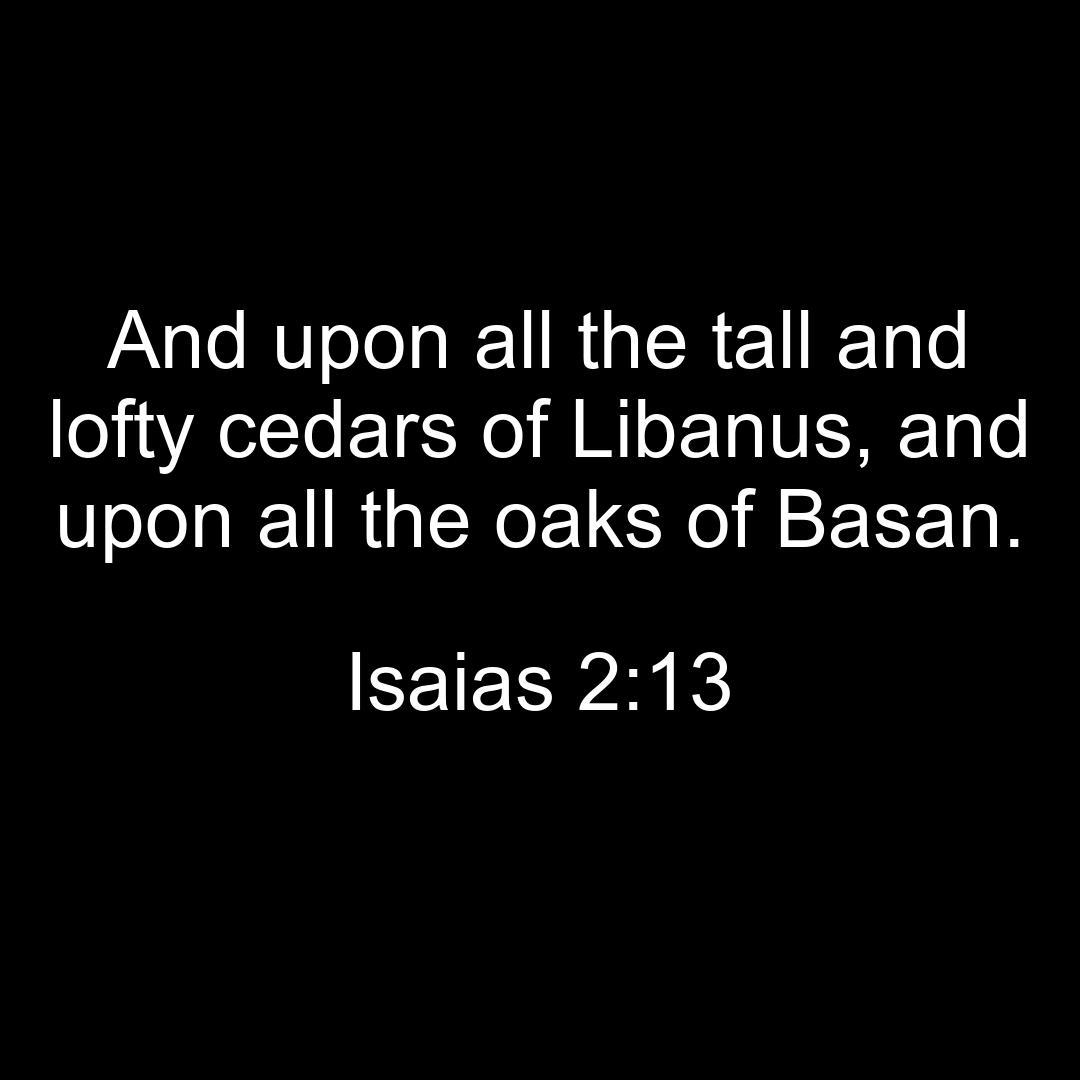 And upon all the tall and
lofty cedars of Libanus, and
upon all the oaks of Basan.
Isaias 2:13